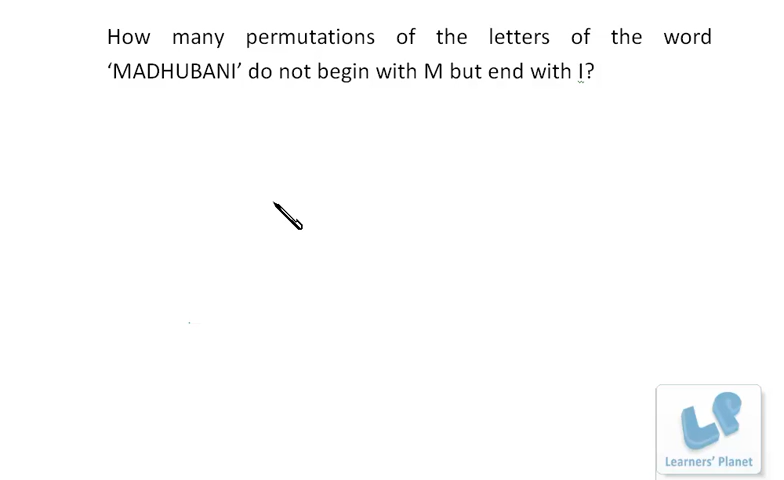 How many permutations of the letters of the word
‘MADHUBANI’ do not begin with M but end with I?
LP
Learners' Planet